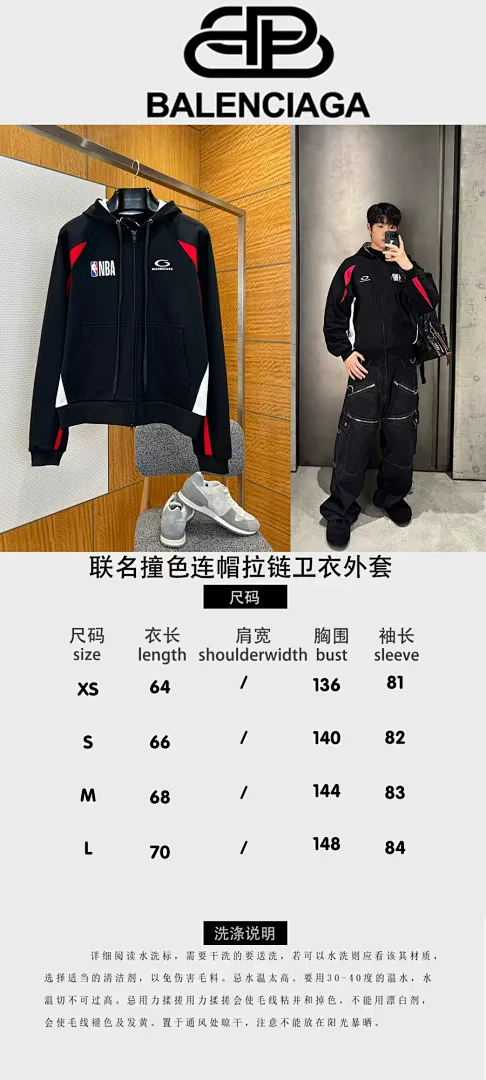 BALENCIAGA
NBA
BALENCIAGA
联名撞色连帽拉链卫衣外套
尺码
尺码 衣长 肩宽 胸围 袖长
size length shoulderwidth bust sleeve
XS 64 / 136 81
S 66 / 140 82
M 68 / 144 83
L 70 / 148 84
洗涤说明
详细阅读水洗标，需要干洗的要送洗，若可以水洗则应看该其材质，
选择适当的清洁剂，以免伤害毛料。忌水温太高。要用30-40度的温水，水
温切不可过高。忌用力揉搓用力揉搓会使毛线粘并和掉色，不能用漂白剂，
会使毛线褪色及发黄。置于通风处晾干，注意不能放在阳光暴晒。